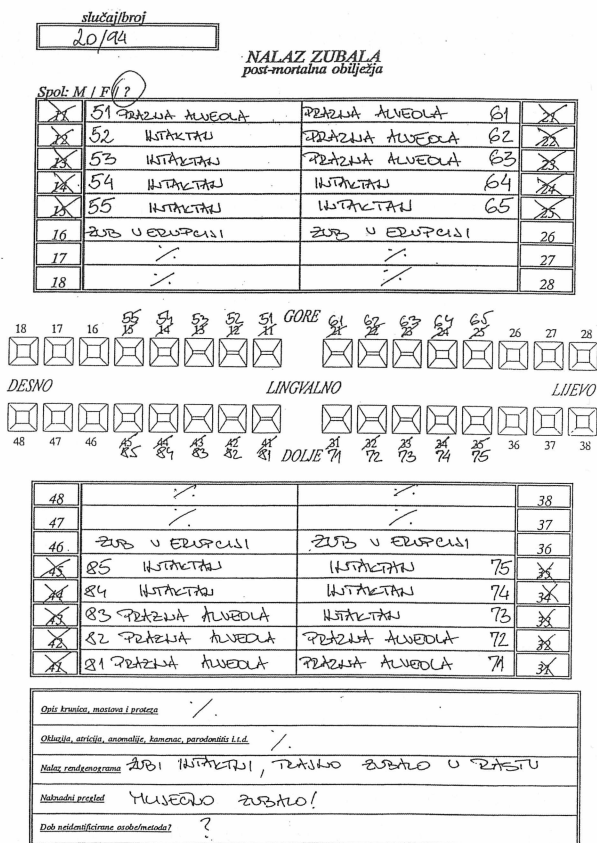 slučaj/broj
20/94
NALAZ ZUBALA
post-mortalna obilježja
Spol: M / F / ?
11 51 PRAZNA ALVEOLA PRAZNA ALVEOLA 61 21
12 52 INTAKTAN PRAZNA ALVEOLA 62 22
13 53 INTAKTAN PRAZNA ALVEOLA 63 23
14 54 INTAKTAN INTAKTAN 64 24
15 55 INTAKTAN INTAKTAN 65 25
16 ZUB U ERUPCIJI ZUB U ERUPCIJI 26
17 ·/. ·/. 27
18 ·/. ·/. 28
55 54 53 52 51 GORE 61 62 63 64 65
18 17 16 15 14 13 12 11 21 22 23 24 25 26 27 28
DESNO LINGVALNO LIJEVO
48 47 46 45 44 43 42 41 31 32 33 34 35 36 37 38
85 84 83 82 81 DOLJE 71 72 73 74 75
48 ·/. ·/. 38
47 ·/. ·/. 37
46. ZUB U ERUPCIJI ZUB U ERUPCIJI 36
45 85 INTAKTAN INTAKTAN 75 35
44 84 INTAKTAN INTAKTAN 74 34
43 83 PRAZNA ALVEOLA INTAKTAN 73 33
42 82 PRAZNA ALVEOLA PRAZNA ALVEOLA 72 32
41 81 PRAZNA ALVEOLA PRAZNA ALVEOLA 71 31
Opis krunica, mostova i proteza ·/.
Okluzija, atricija, anomalije, kamenac, parodontitis i.t.d. ·/.
Nalaz rendgenograma ZUBI INTAKTNI, TRAJNO ZUBALO U RASTU
Naknadni pregled MLIJEČNO ZUBALO!
Dob neidentificirane osobe/metoda? ?